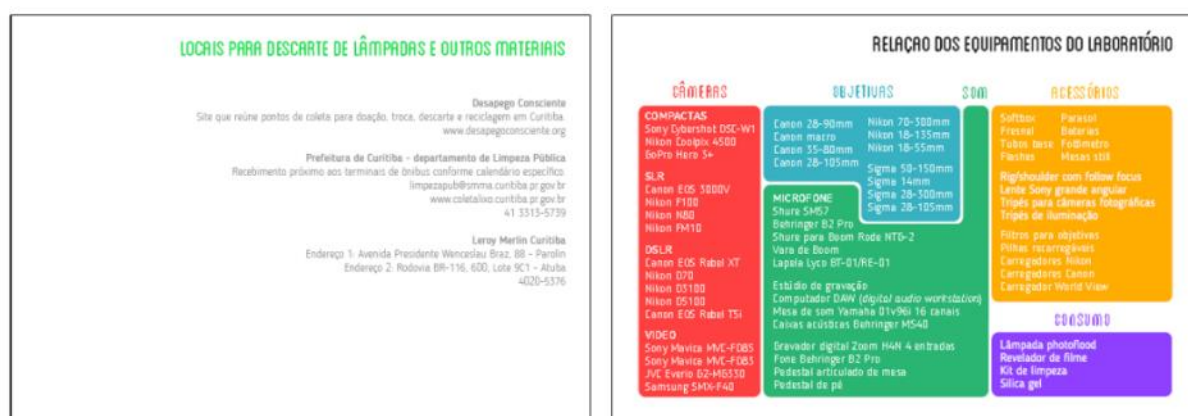 LOCAIS PARA DESCARTE DE LÂMPADAS E OUTROS MATERIAIS
Desapego Consciente
Site que reúne pontos de coleta para doação, troca, descarte e reciclagem em Curitiba.
www.desapegoconsciente.org
Prefeitura de Curitiba - departamento de Limpeza Pública
Recebimento próximo aos terminais de ônibus conforme calendário específico.
limpezapub@smma.curitiba.pr.gov.br
www.coletalixo.curitiba.pr.gov.br
41 3313-5739
Leroy Merlin Curitiba
Endereço 1: Avenida Presidente Wenceslau Braz, 88 - Parolin
Endereço 2: Rodovia BR-116, 600, Lote 9C1 - Atuba
4020-5376
RELAÇAO DOS EQUIPAMENTOS DO LABORATÓRIO
CÂMERAS
COMPACTAS
Sony Cybershot DSC-W1
Nikon Coolpix 4500
GoPro Hero 3+
SLR
Canon EOS 3000V
Nikon F100
Nikon N80
Nikon FM10
DSLR
Canon EOS Rebel XT
Nikon D70
Nikon D3100
Nikon D5100
Canon EOS Rebel T5i
VIDEO
Sony Mavica MVC-FD85
Sony Mavica MVC-FD83
JVC Everio GZ-MG330
Samsung SMX-F40
OBJETIVAS
Canon 28-90mm
Canon macro
Canon 35-80mm
Canon 28-105mm
Nikon 70-300mm
Nikon 18-135mm
Nikon 18-55mm
Sigma 50-150mm
Sigma 14mm
Sigma 28-300mm
Sigma 28-105mm
SOM
MICROFONE
Shure SM57
Behringer B2 Pro
Shure para Boom Rode NTG-2
Vara de Boom
Lapela Lyco BT-01/RE-01
Estúdio de gravação
Computador DAW (digital audio workstation)
Mesa de som Yamaha 01v96i 16 canais
Caixas acústicas Behringer MS40
Gravador digital Zoom H4N 4 entradas
Fone Behringer B2 Pro
Pedestal articulado de mesa
Pedestal de pé
ACESSÓRIOS
Softbox
Fresnel
Tubos base
Flashes
Parasol
Baterias
Fotômetro
Mesas still
Rig/shoulder com follow focus
Lente Sony grande angular
Tripés para câmeras fotográficas
Tripés de iluminação
Filtros para objetivas
Pilhas recarregáveis
Carregadores Nikon
Carregadores Canon
Carregador World View
CONSUMO
Lâmpada photoflood
Revelador de filme
Kit de limpeza
Silica gel